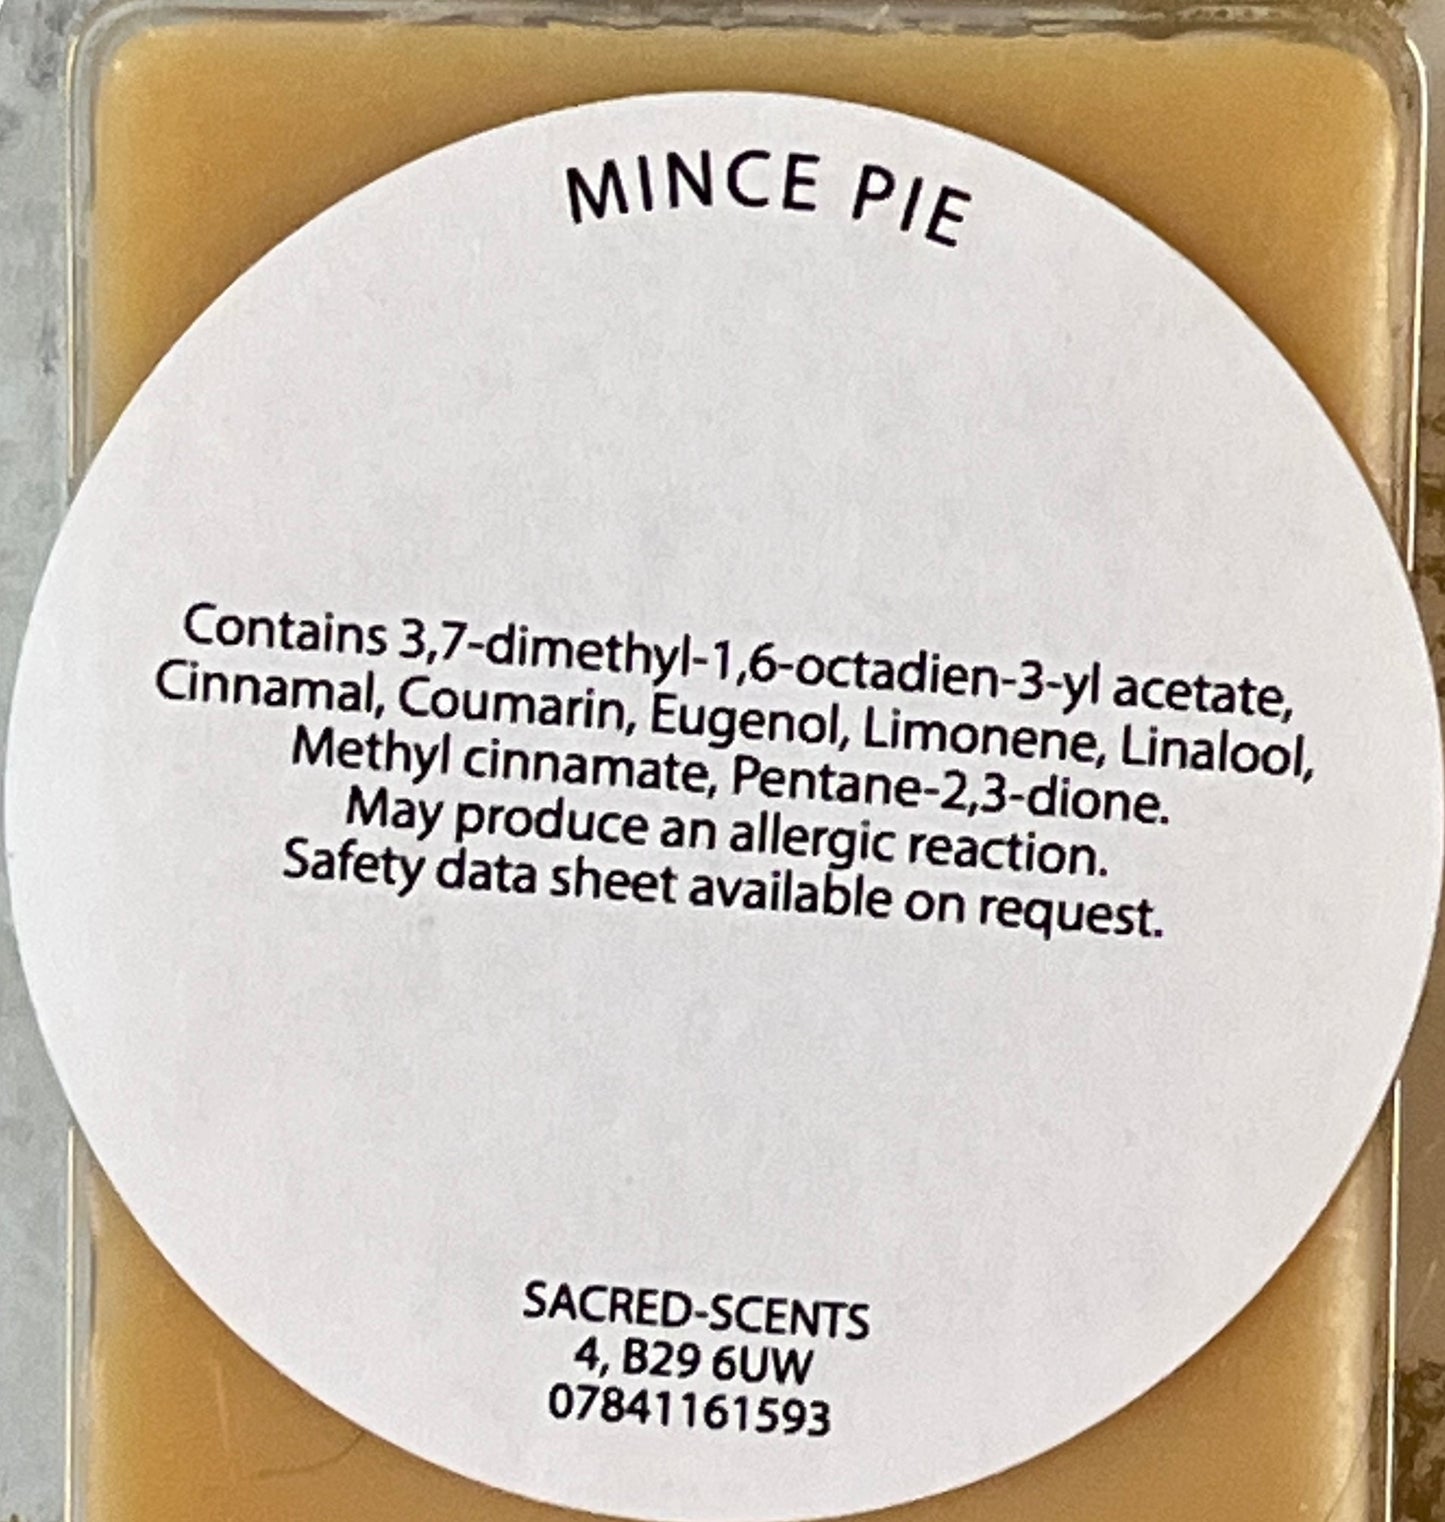 MINCE PIE
Contains 3,7-dimethyl-1,6-octadien-3-yl acetate,
Cinnamal, Coumarin, Eugenol, Limonene, Linalool,
Methyl cinnamate, Pentane-2,3-dione.
May produce an allergic reaction.
Safety data sheet available on request.
SACRED-SCENTS
4, B29 6UW
07841161593